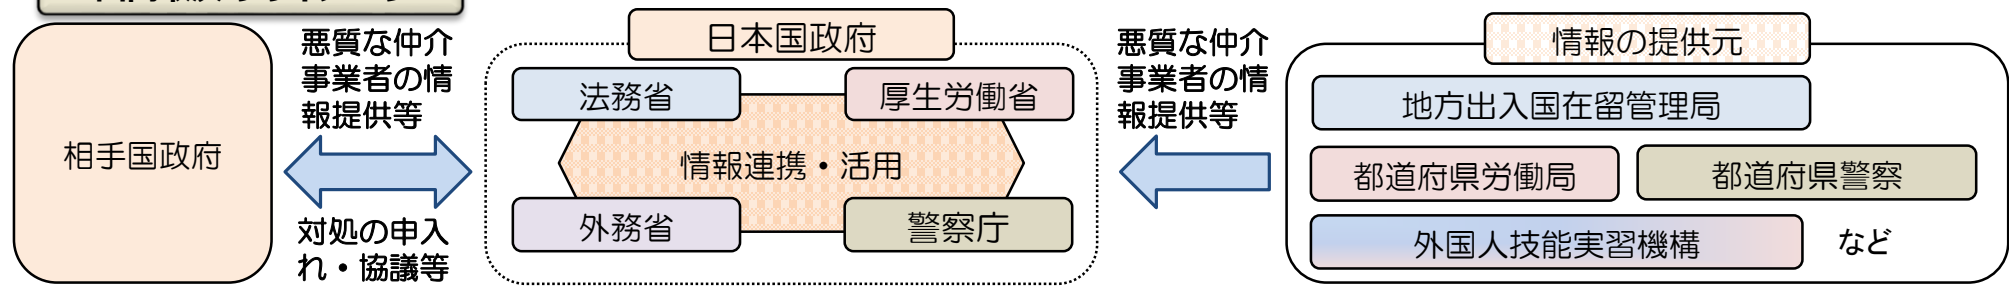 相手国政府
悪質な仲介
事業者の情
報提供等
対処の申入
れ・協議等
日本国政府
法務省
厚生労働省
情報連携・活用
外務省
警察庁
悪質な仲介
事業者の情
報提供等
情報の提供元
地方出入国在留管理局
都道府県労働局
都道府県警察
外国人技能実習機構
など